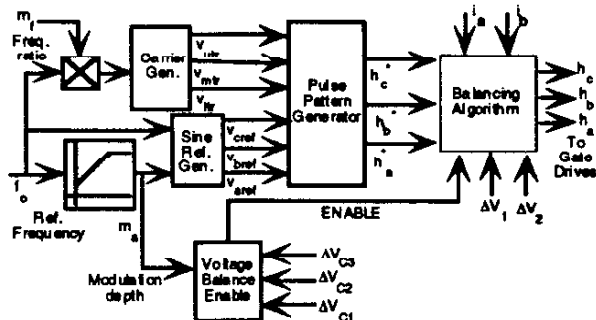 m_f
Freq.
ratio
Carrier
Gen.
v_mtr
v_ltr
Pulse
Pattern
Generator
h_c*
h_b*
h_a*
i_a
i_b
Balancing
Algorithm
h_c
h_b
h_a
To
Gate
Drives
Sine
Ref.
Gen.
v_cref
v_bref
v_aref
f_o
Ref.
Frequency
m_a
ENABLE
ΔV_1
ΔV_2
Modulation
depth
Voltage
Balance
Enable
ΔV_C3
ΔV_C2
ΔV_C1